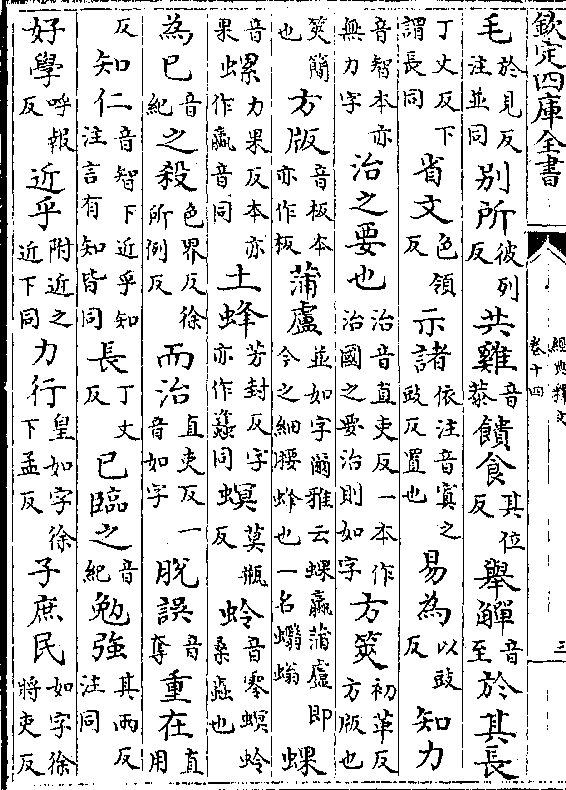 欽定四庫全書
經典釋文
卷十四
三
毛於見反注並同別所彼列反共雞音恭饋食其位反舉觶音至於其長
丁丈反下謂長同省文色領反示諸依注音寘之豉反置也易為以豉反知力
音智本亦無力字治之要也治音直吏反一本作治國之要治則如字方筴初革反方版也
筴簡也方版音板本亦作板蒲盧並如字爾雅云蜾蠃蒲盧即今之細腰蜂也一名蠮螉蜾
音果螺力果反本亦作蠃音同土蜂芳封反字亦作蠭同螟莫瓶反蛉音零螟蛉桑蟲也
為已音紀之殺色界反徐所例反而治直吏反一音如字脫誤音奪重在直用
反知仁音智下近乎知注言有知皆同長丁丈反已臨之音紀勉強其兩反注同
好學呼報反近乎附近之近下同力行皇如字徐下孟反子庶民如字徐將吏反